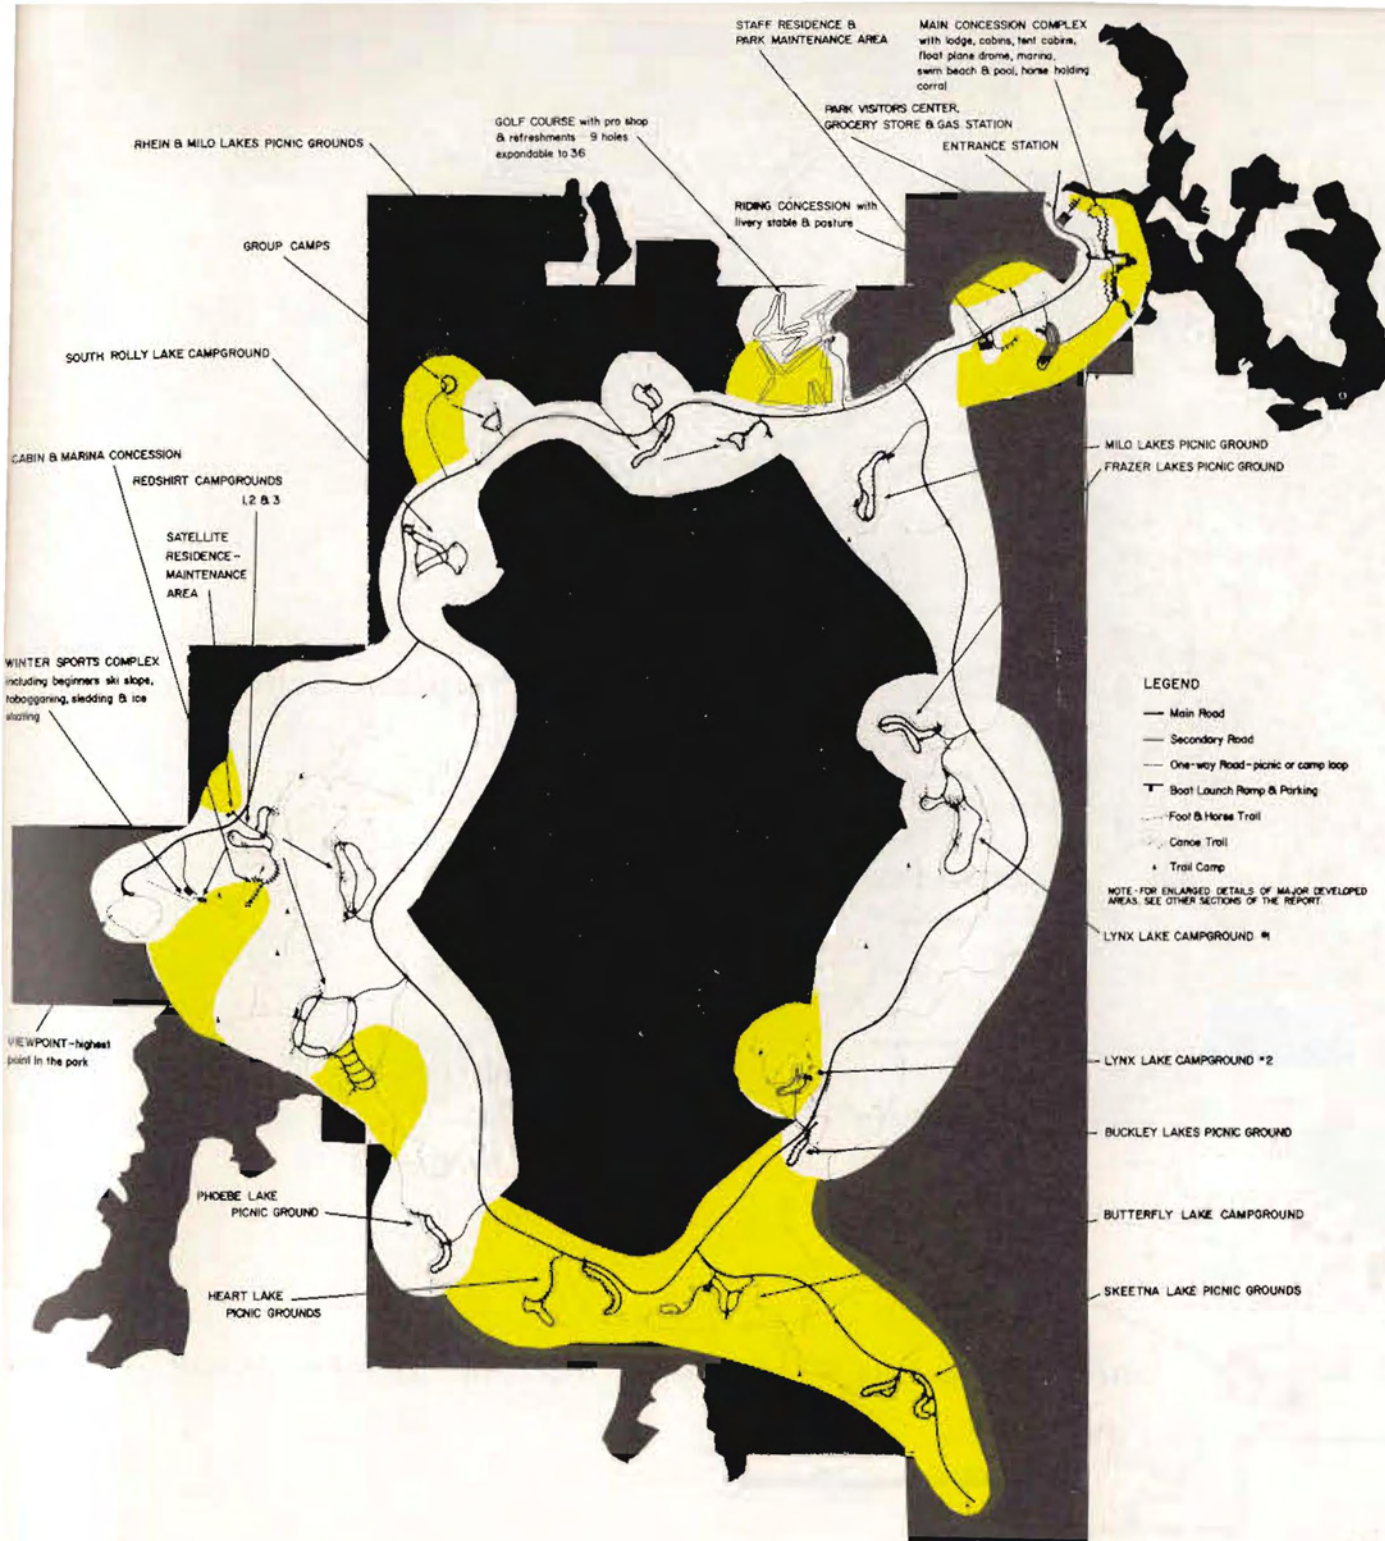 STAFF RESIDENCE &
PARK MAINTENANCE AREA
MAIN CONCESSION COMPLEX
with lodge, cabins, tent cabins,
float plane drome, marina,
swim beach & pool, horse holding
corral
PARK VISITORS CENTER,
GROCERY STORE & GAS STATION
ENTRANCE STATION
GOLF COURSE with pro shop
& refreshments - 9 holes
expandable to 36
RHEIN & MILO LAKES PICNIC GROUNDS
RIDING CONCESSION with
livery stable & pasture
GROUP CAMPS
SOUTH ROLLY LAKE CAMPGROUND
CABIN & MARINA CONCESSION
REDSHIRT CAMPGROUNDS
1,2 & 3
SATELLITE
RESIDENCE-
MAINTENANCE
AREA
WINTER SPORTS COMPLEX
including beginners ski slope,
tobogganing, sledding & ice
skating
VIEWPOINT-highest
point in the park
PHOEBE LAKE
PICNIC GROUND
HEART LAKE
PICNIC GROUNDS
MILO LAKES PICNIC GROUND
FRAZER LAKES PICNIC GROUND
LEGEND
Main Road
Secondary Road
One-way Road-picnic or camp loop
Boat Launch Ramp & Parking
Foot & Horse Trail
Canoe Trail
Trail Camp
NOTE-FOR ENLARGED DETAILS OF MAJOR DEVELOPED
AREAS, SEE OTHER SECTIONS OF THE REPORT.
LYNX LAKE CAMPGROUND #1
LYNX LAKE CAMPGROUND #2
BUCKLEY LAKES PICNIC GROUND
BUTTERFLY LAKE CAMPGROUND
SKEETNA LAKE PICNIC GROUNDS